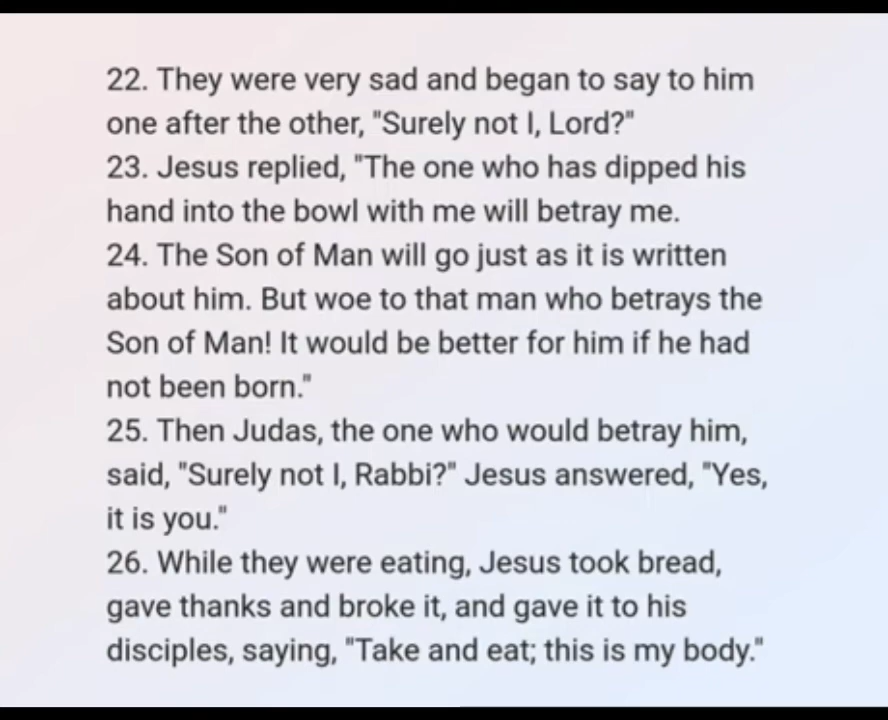 22. They were very sad and began to say to him
one after the other, "Surely not I, Lord?"
23. Jesus replied, "The one who has dipped his
hand into the bowl with me will betray me.
24. The Son of Man will go just as it is written
about him. But woe to that man who betrays the
Son of Man! It would be better for him if he had
not been born."
25. Then Judas, the one who would betray him,
said, "Surely not I, Rabbi?" Jesus answered, "Yes,
it is you."
26. While they were eating, Jesus took bread,
gave thanks and broke it, and gave it to his
disciples, saying, "Take and eat; this is my body."